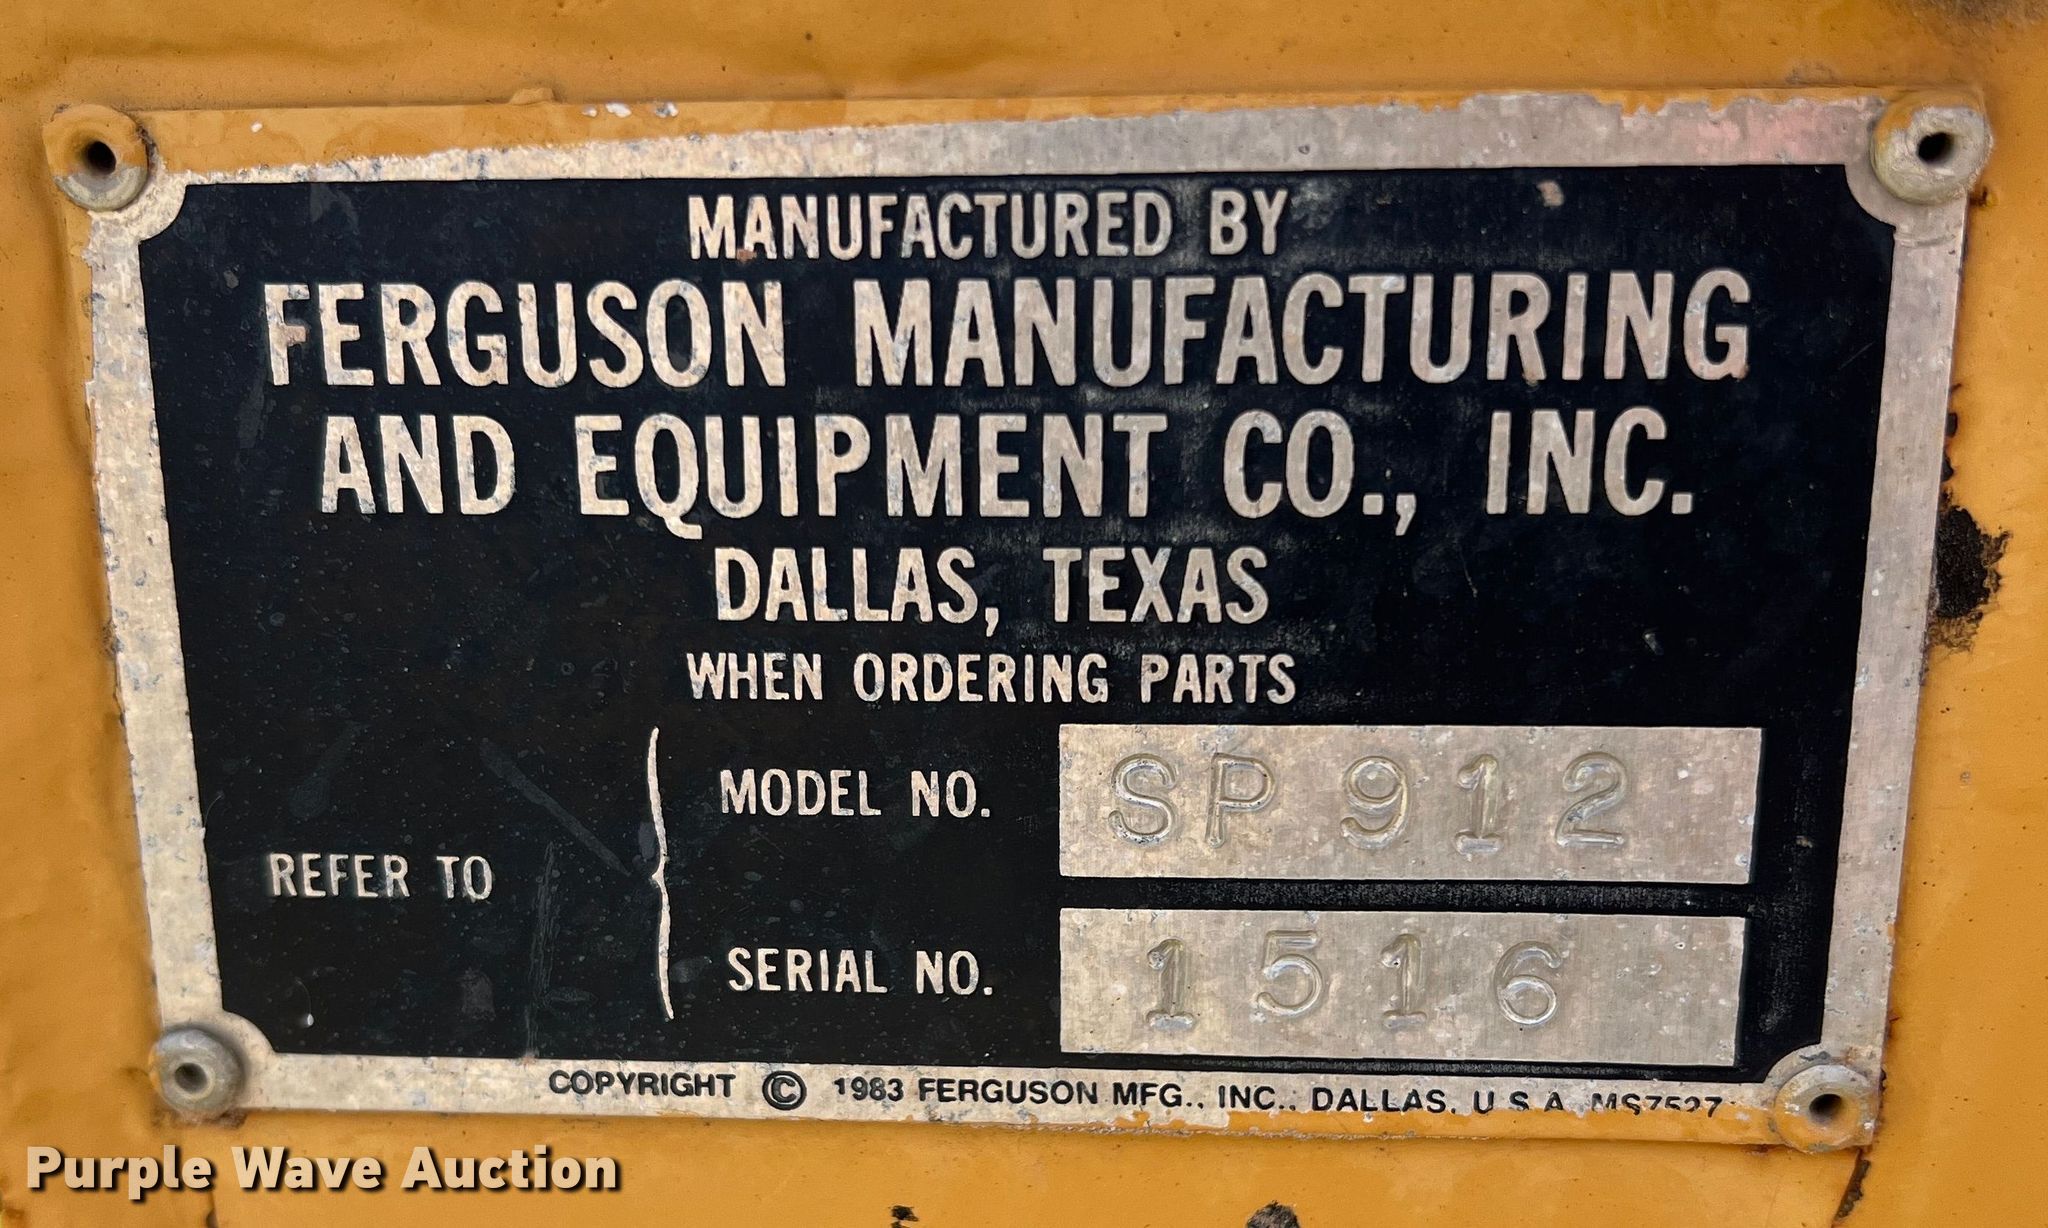 MANUFACTURED BY
FERGUSON MANUFACTURING
AND EQUIPMENT CO., INC.
DALLAS, TEXAS
WHEN ORDERING PARTS
REFER TO
MODEL NO. SP 912
SERIAL NO. 1516
COPYRIGHT © 1983 FERGUSON MFG., INC., DALLAS, U.S.A. MS7527
Purple Wave Auction